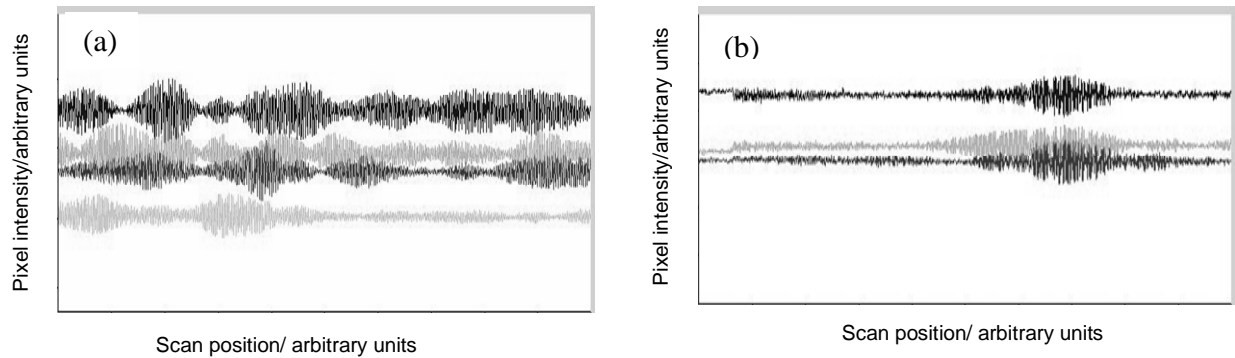 (a)
Pixel intensity/arbitrary units
Scan position/ arbitrary units
(b)
Pixel intensity/arbitrary units
Scan position/ arbitrary units